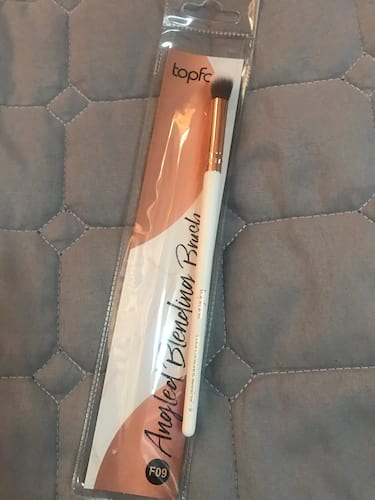 topfc
Angled Blending Brush
F09